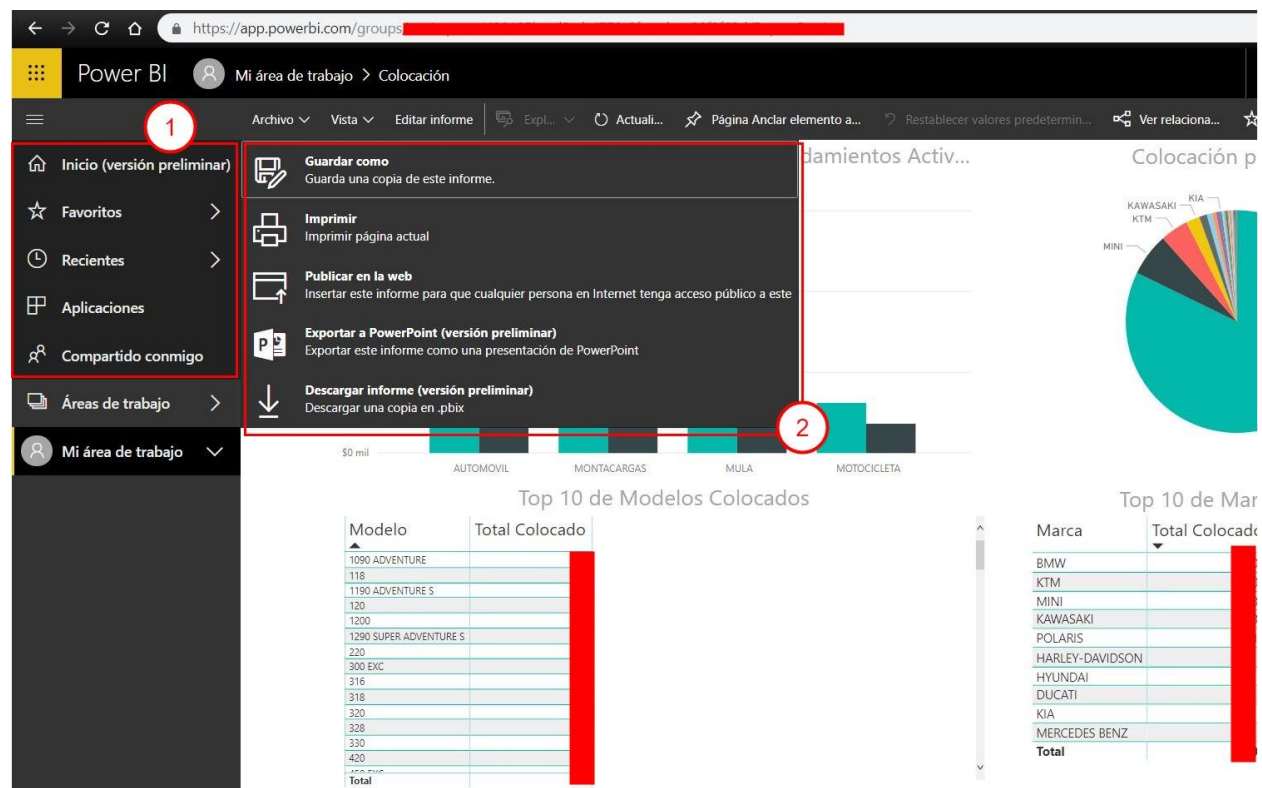 https://app.powerbi.com/groups
Power BI
Mi área de trabajo > Colocación
1
Archivo Vista Editar informe Expl... Actuali... Página Anclar elemento a... Restablecer valores predetermin... Ver relaciona...
Inicio (versión preliminar)
Favoritos
Recientes
Aplicaciones
Compartido conmigo
Áreas de trabajo
Mi área de trabajo
Guardar como
Guarda una copia de este informe.
Imprimir
Imprimir página actual
Publicar en la web
Insertar este informe para que cualquier persona en Internet tenga acceso público a este
Exportar a PowerPoint (versión preliminar)
Exportar este informe como una presentación de PowerPoint
Descargar informe (versión preliminar)
Descargar una copia en .pbix
2
damientos Activ...
$0 mil
AUTOMOVIL MONTACARGAS MULA MOTOCICLETA
Colocación p
KIA
KAWASAKI
KTM
MINI
Top 10 de Modelos Colocados
Modelo Total Colocado
1090 ADVENTURE
118
1190 ADVENTURE S
120
1200
1290 SUPER ADVENTURE S
220
300 EXC
316
318
320
328
330
420
Total
Top 10 de Mar
Marca Total Colocado
BMW
KTM
MINI
KAWASAKI
POLARIS
HARLEY-DAVIDSON
HYUNDAI
DUCATI
KIA
MERCEDES BENZ
Total